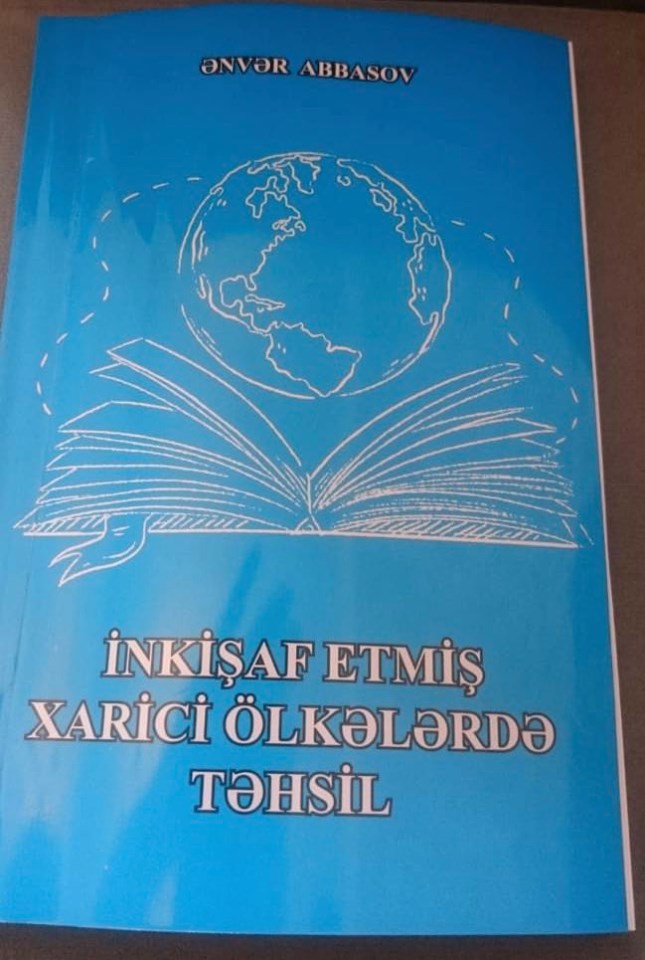 ƏNVƏR ABBASOV
İNKİŞAF ETMİŞ
XARİCİ ÖLKƏLƏRDƏ
TƏHSİL